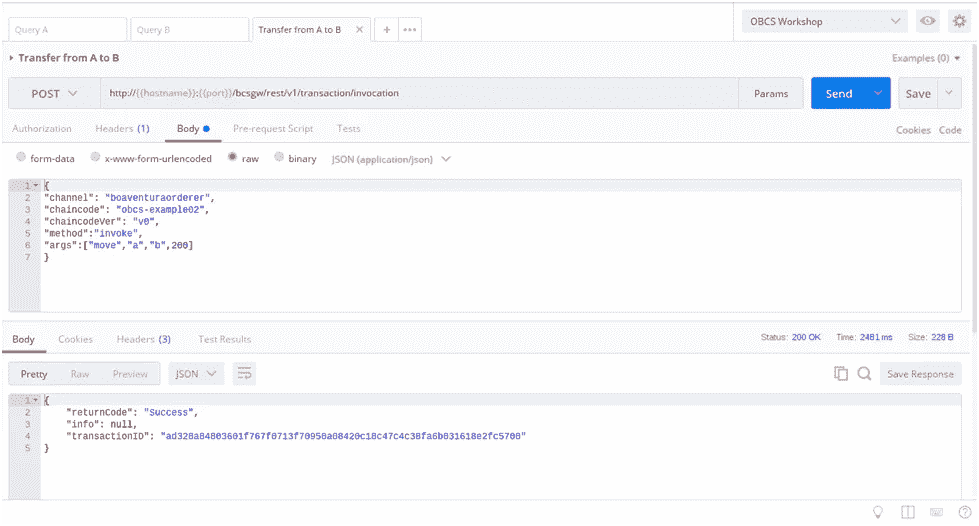 Query A
Query B
Transfer from A to B
OBCS Workshop
Transfer from A to B
Examples (0)
POST
http://{{hostname}}:{{port}}/bcsgw/rest/v1/transaction/invocation
Params
Send
Save
Authorization
Headers (1)
Body
Pre-request Script
Tests
Cookies Code
form-data
x-www-form-urlencoded
raw
binary
JSON (application/json)
1 {
2 "channel": "boaventuraorderer",
3 "chaincode": "obcs-example02",
4 "chaincodeVer": "v0",
5 "method":"invoke",
6 "args":["move","a","b",200]
7 }
Body
Cookies
Headers (3)
Test Results
Status: 200 OK Time: 2481 ms Size: 228 B
Pretty
Raw
Preview
JSON
Save Response
1 {
2 "returnCode": "Success",
3 "info": null,
4 "transactionID":
5 }